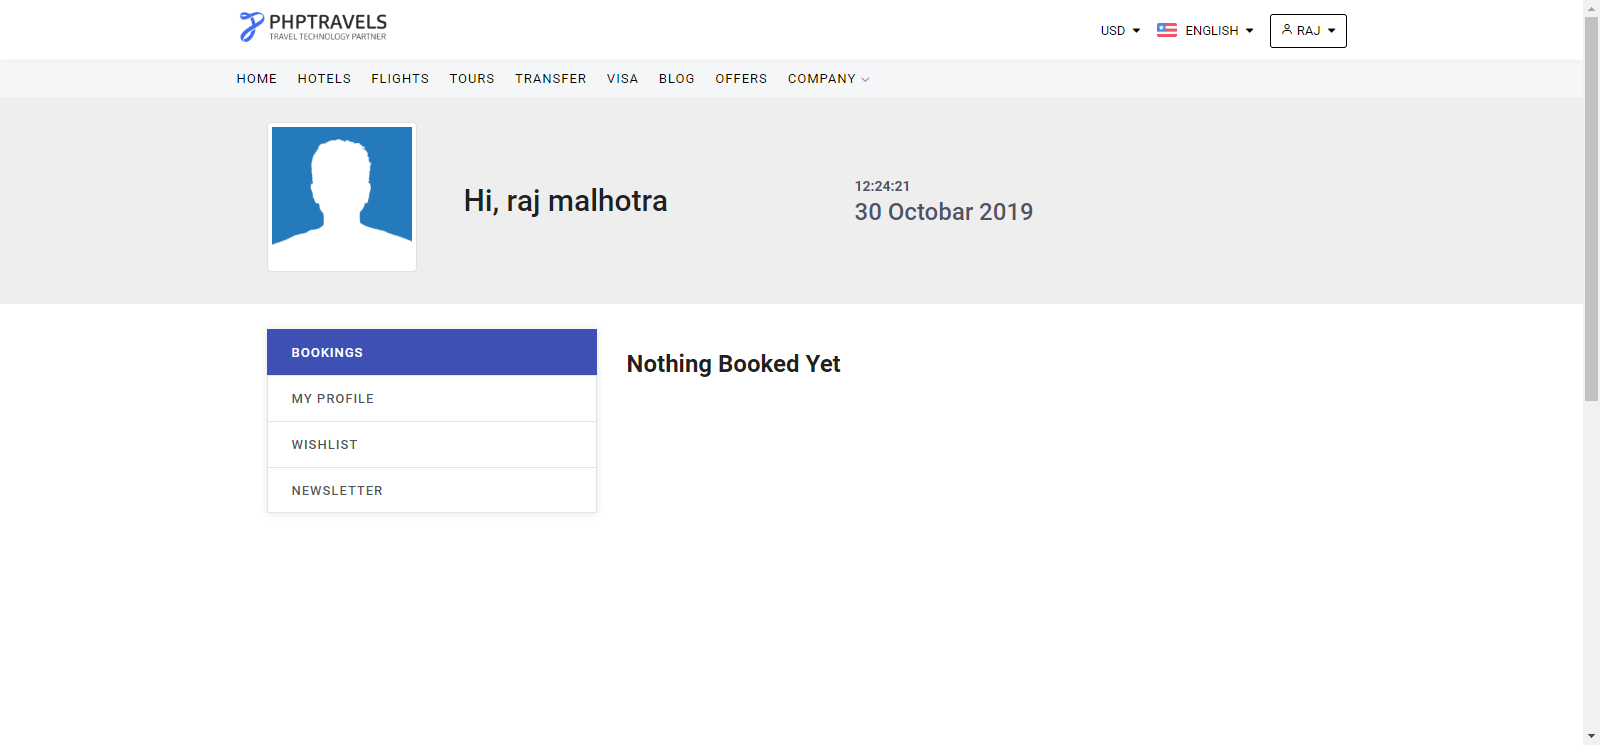 PHPTRAVELS
TRAVEL TECHNOLOGY PARTNER
USD
ENGLISH
RAJ
HOME HOTELS FLIGHTS TOURS TRANSFER VISA BLOG OFFERS COMPANY
Hi, raj malhotra
12:24:21
30 Octobar 2019
BOOKINGS
MY PROFILE
WISHLIST
NEWSLETTER
Nothing Booked Yet